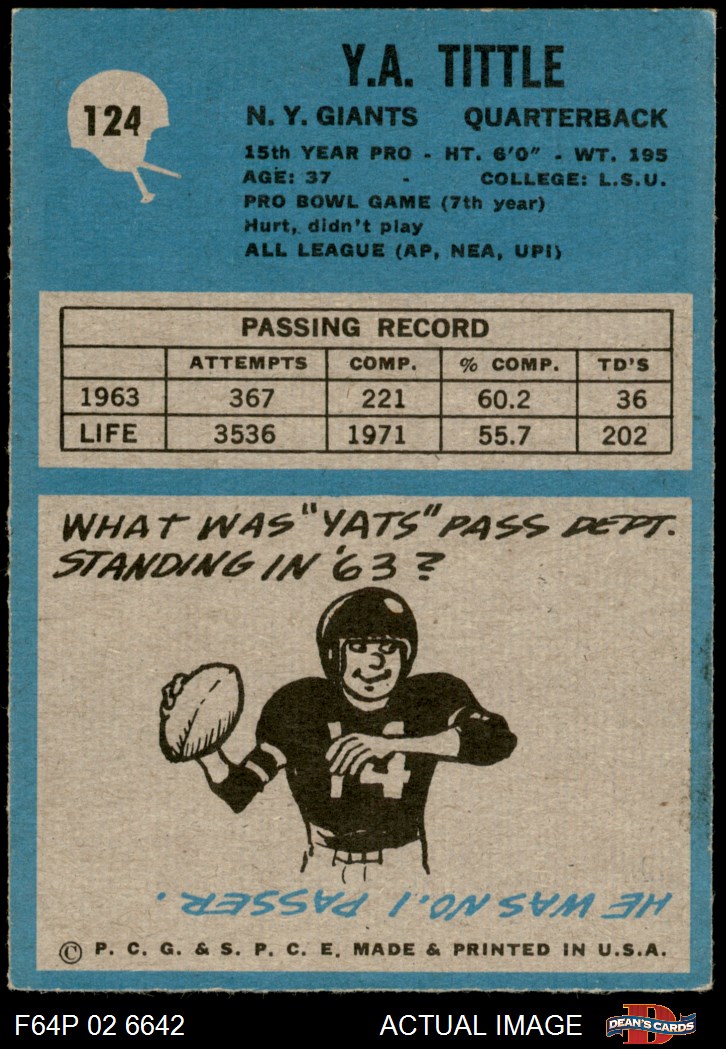 124
Y.A. TITTLE
N. Y. GIANTS QUARTERBACK
15th YEAR PRO - HT. 6'0" - WT. 195
AGE: 37 - COLLEGE: L.S.U.
PRO BOWL GAME (7th year)
Hurt, didn't play
ALL LEAGUE (AP, NEA, UPI)
PASSING RECORD
ATTEMPTS COMP. % COMP. TD'S
1963 367 221 60.2 36
LIFE 3536 1971 55.7 202
WHAT WAS "YATS" PASS DEPT.
STANDING IN '63?
14
HE WAS NO. 1 PASSER.
© P. C. G. & S. P. C. E. MADE & PRINTED IN U.S.A.
F64P 02 6642 ACTUAL IMAGE
D
DEAN'S CARDS